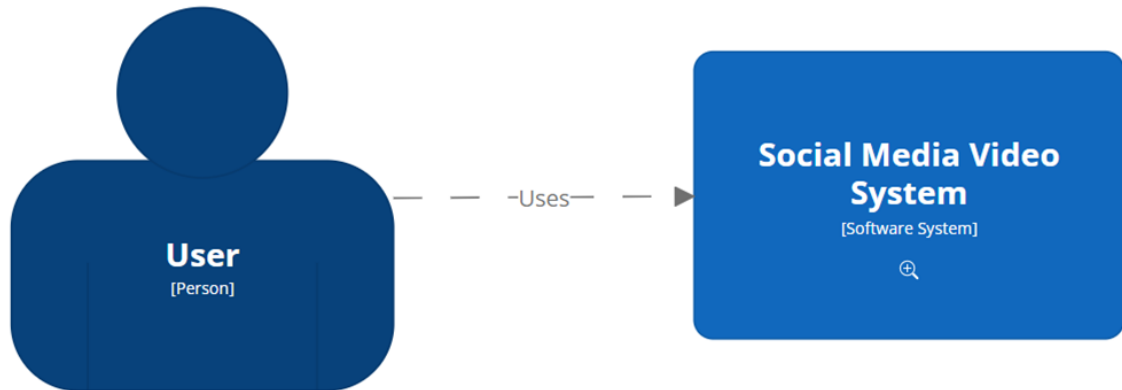 User
[Person]
Uses
Social Media Video
System
[Software System]